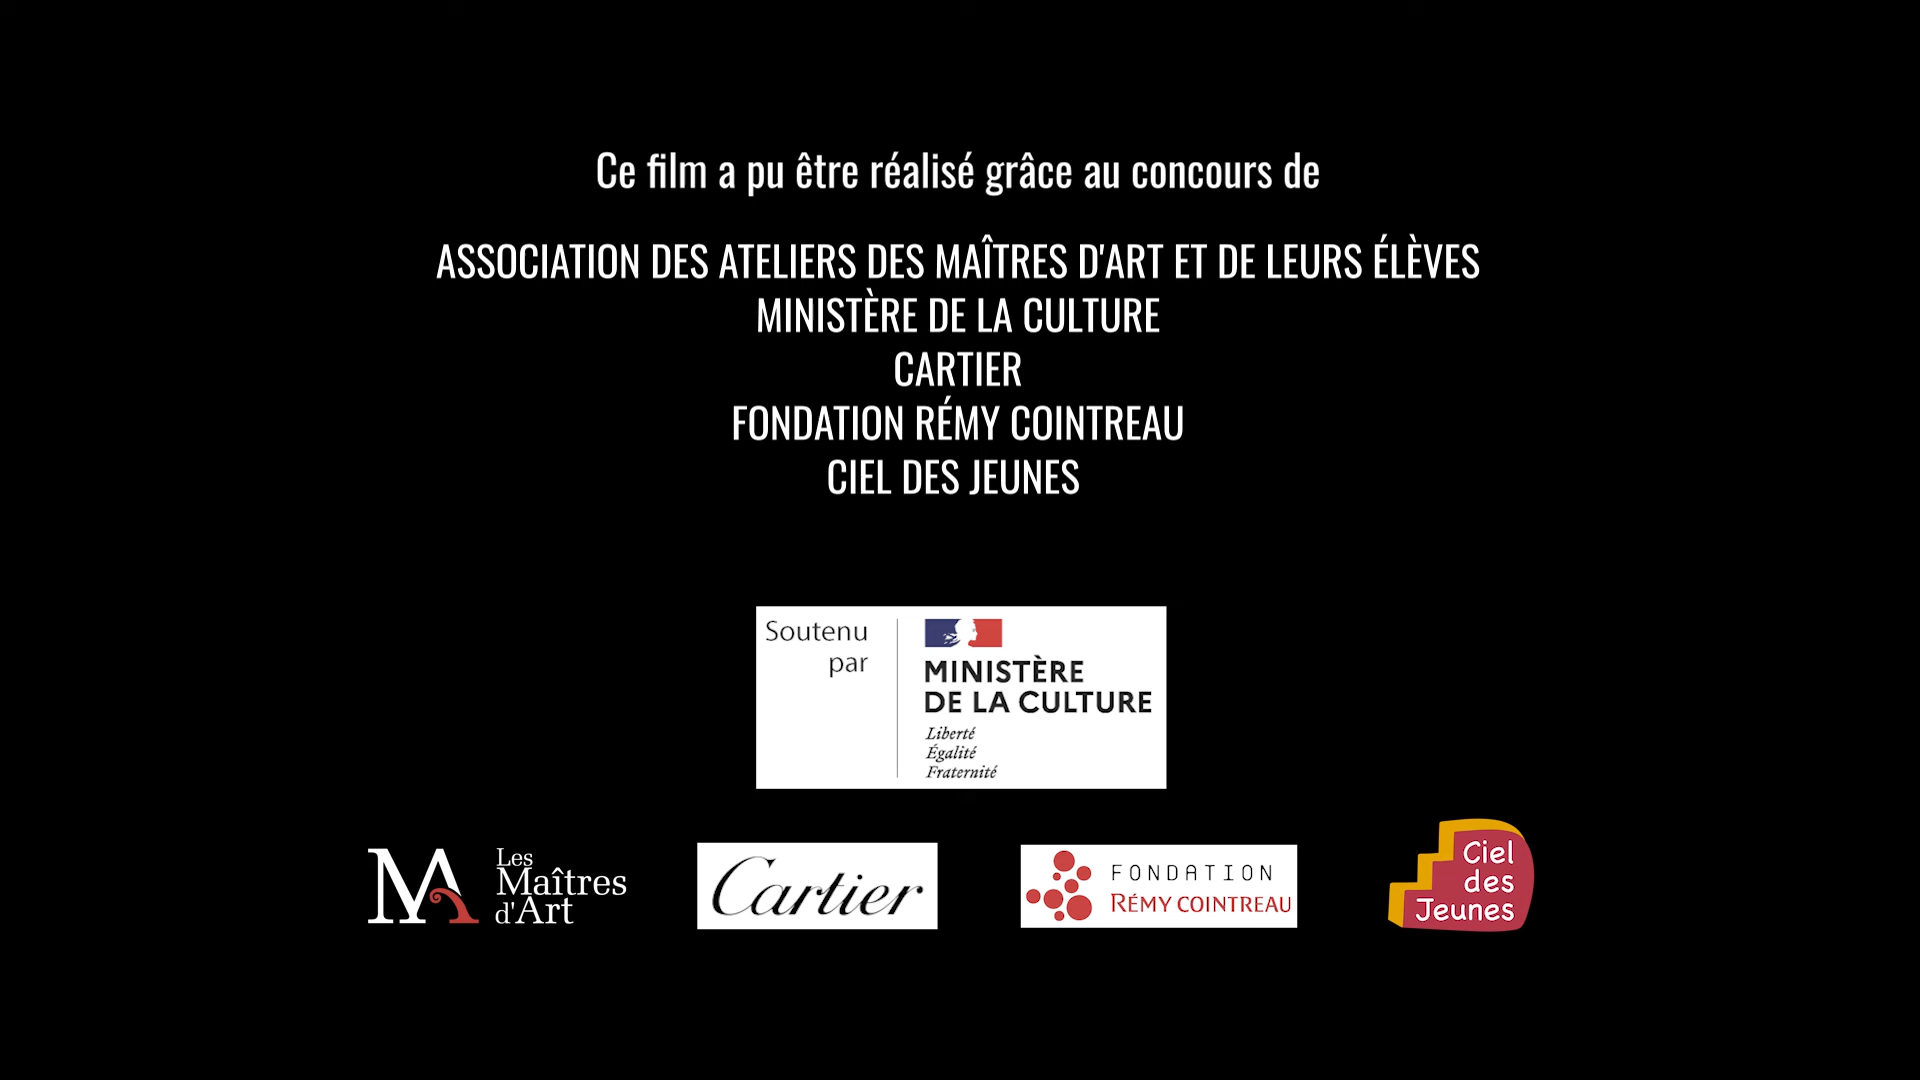 Ce film a pu être réalisé grâce au concours de
ASSOCIATION DES ATELIERS DES MAÎTRES D'ART ET DE LEURS ÉLÈVES
MINISTÈRE DE LA CULTURE
CARTIER
FONDATION RÉMY COINTREAU
CIEL DES JEUNES
Soutenu
par
MINISTÈRE
DE LA CULTURE
Liberté
Égalité
Fraternité
MA
Les
Maîtres
d'Art
Cartier
FONDATION
RÉMY COINTREAU
Ciel
des
Jeunes